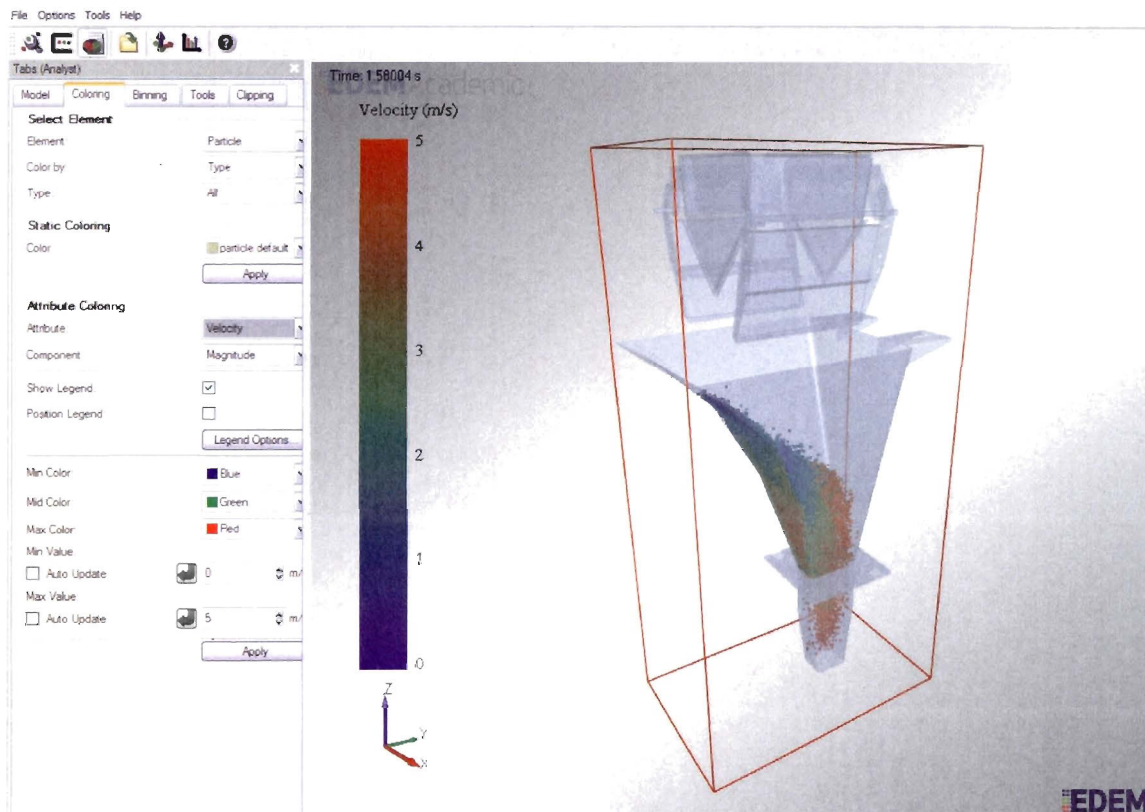 File Options Tools Help
Tabs (Analyst)
Model Coloring Binning Tools Clipping
Select Element
Element Particle
Color by Type
Type All
Static Coloring
Color particle default
Apply
Attribute Coloring
Attribute Velocity
Component Magnitude
Show Legend
Position Legend
Legend Options
Min Color Blue
Mid Color Green
Max Color Red
Min Value
Auto Update 0 m/
Max Value
Auto Update 5 m/
Apply
Time: 1.58004 s
EDEM Academic
Velocity (m/s)
5
4
3
2
1
0
Z
Y
X
EDEM